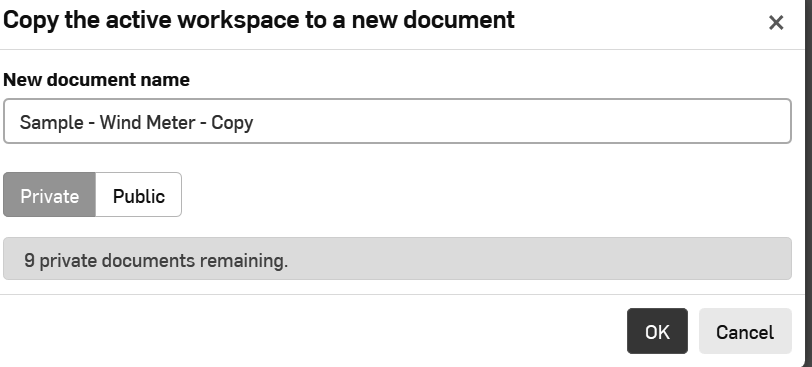 Copy the active workspace to a new document
New document name
Sample - Wind Meter - Copy
Private Public
9 private documents remaining.
OK Cancel